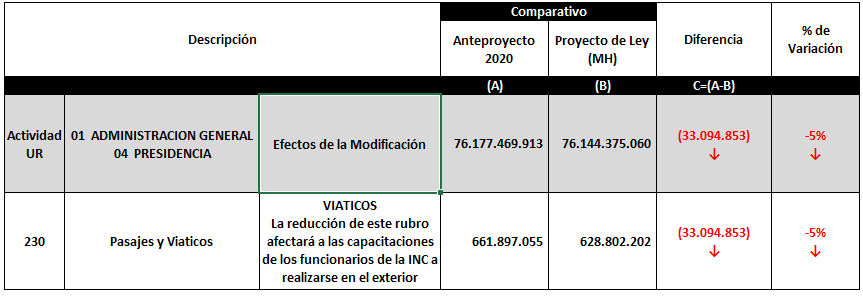 Descripción
Comparativo
Diferencia
% de
Variación
Anteproyecto
2020
Proyecto de Ley
(MH)
(A)
(B)
C=(A-B)
Actividad
UR
01 ADMINISTRACION GENERAL
04 PRESIDENCIA
Efectos de la Modificación
76.177.469.913
76.144.375.060
(33.094.853)
↓
-5%
↓
230
Pasajes y Viaticos
VIATICOS
La reducción de este rubro
afectará a las capacitaciones
de los funcionarios de la INC a
realizarse en el exterior
661.897.055
628.802.202
(33.094.853)
↓
-5%
↓